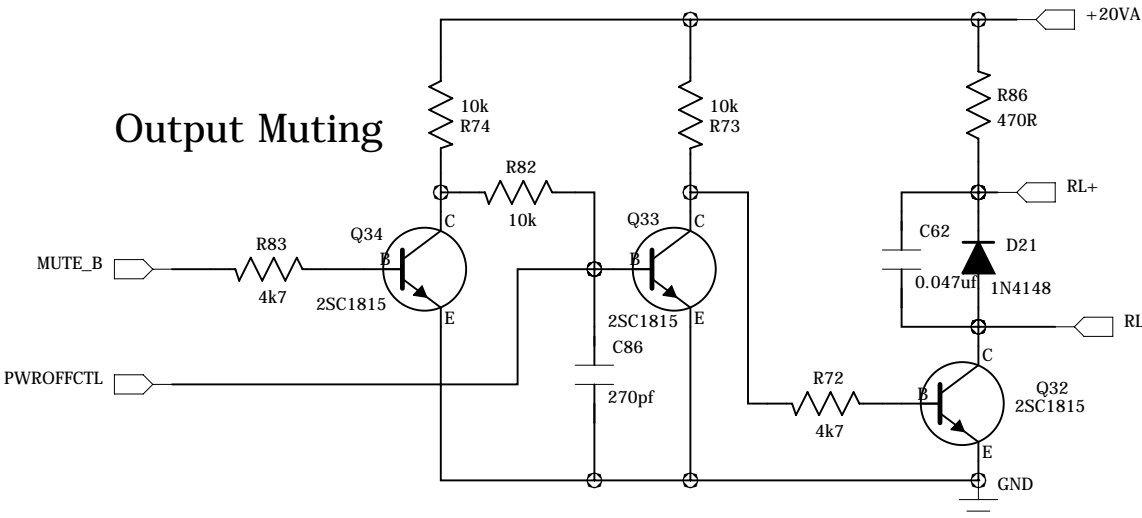 +20VA
10k
R74
10k
R73
R86
470R
Output Muting
R82
10k
RL+
C
Q34
B
R83
4k7
MUTE_B
2SC1815
E
Q33
C
B
2SC1815
E
C62
0.047uf
D21
1N4148
RL
C86
270pf
PWROFFCTL
R72
4k7
C
B
Q32
2SC1815
E
GND